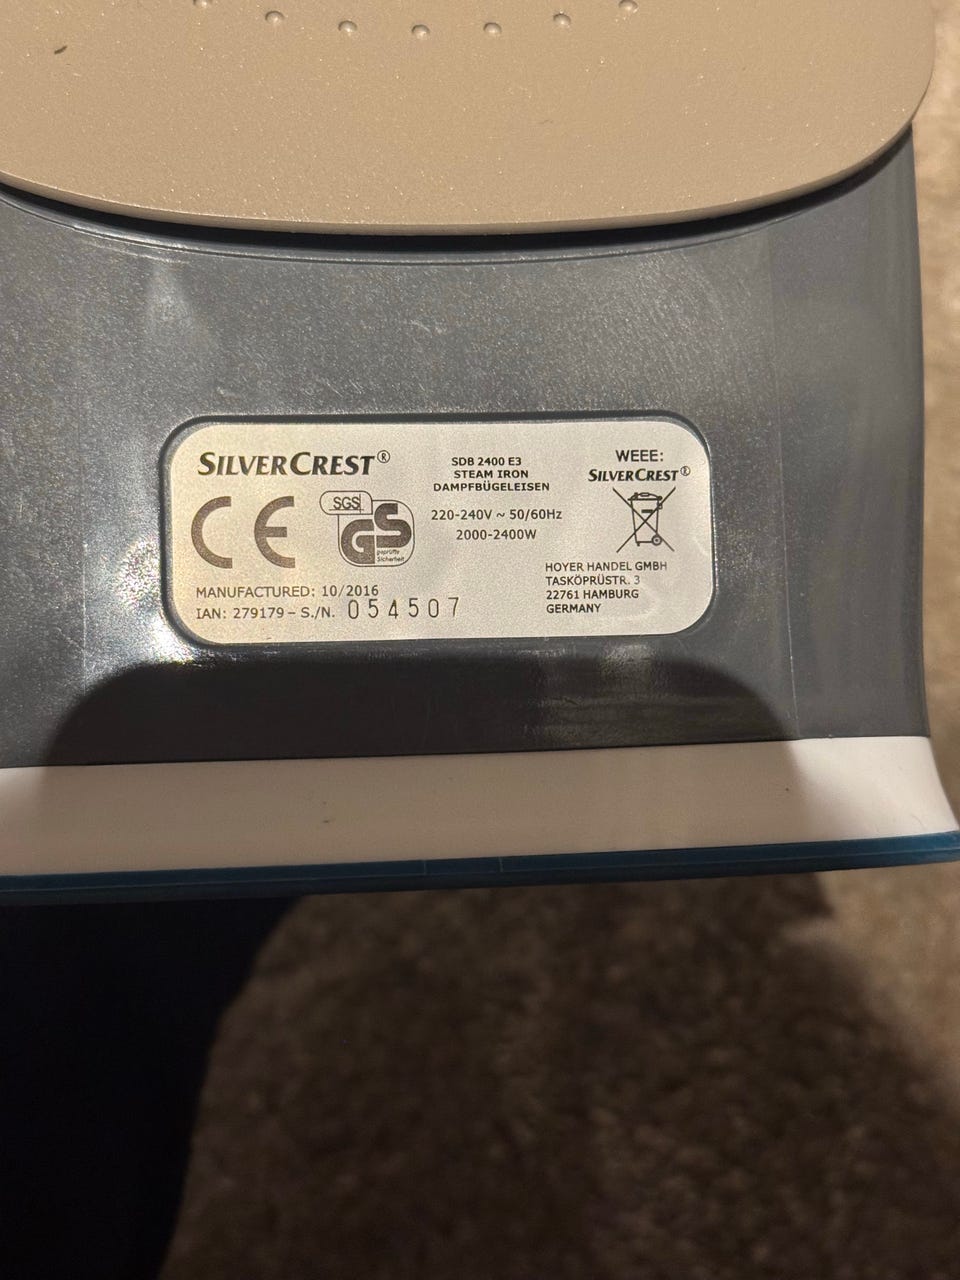 SILVERCREST®
CE
SGS
GS
geprüfte
Sicherheit
MANUFACTURED: 10/2016
IAN: 279179 – S./N. 054507
SDB 2400 E3
STEAM IRON
DAMPFBÜGELEISEN
220-240V ~ 50/60Hz
2000-2400W
WEEE:
SILVERCREST®
HOYER HANDEL GMBH
TASKÖPRÜSTR. 3
22761 HAMBURG
GERMANY